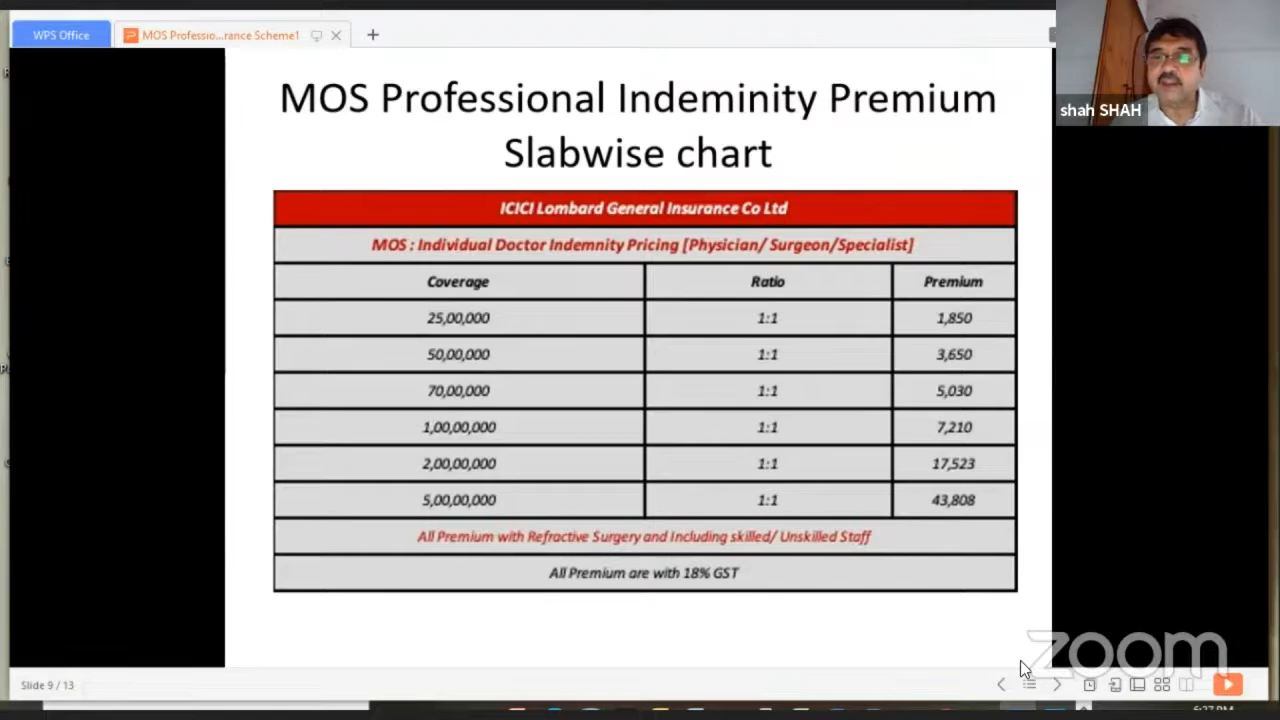 WPS Office
MOS Professio...rance Scheme1
shah SHAH
MOS Professional Indeminity Premium
Slabwise chart
ICICI Lombard General Insurance Co Ltd
MOS : Individual Doctor Indemnity Pricing [Physician/ Surgeon/Specialist]
Coverage Ratio Premium
25,00,000 1:1 1,850
50,00,000 1:1 3,650
70,00,000 1:1 5,030
1,00,00,000 1:1 7,210
2,00,00,000 1:1 17,523
5,00,00,000 1:1 43,808
All Premium with Refractive Surgery and Including skilled/ Unskilled Staff
All Premium are with 18% GST
zoom
Slide 9 / 13